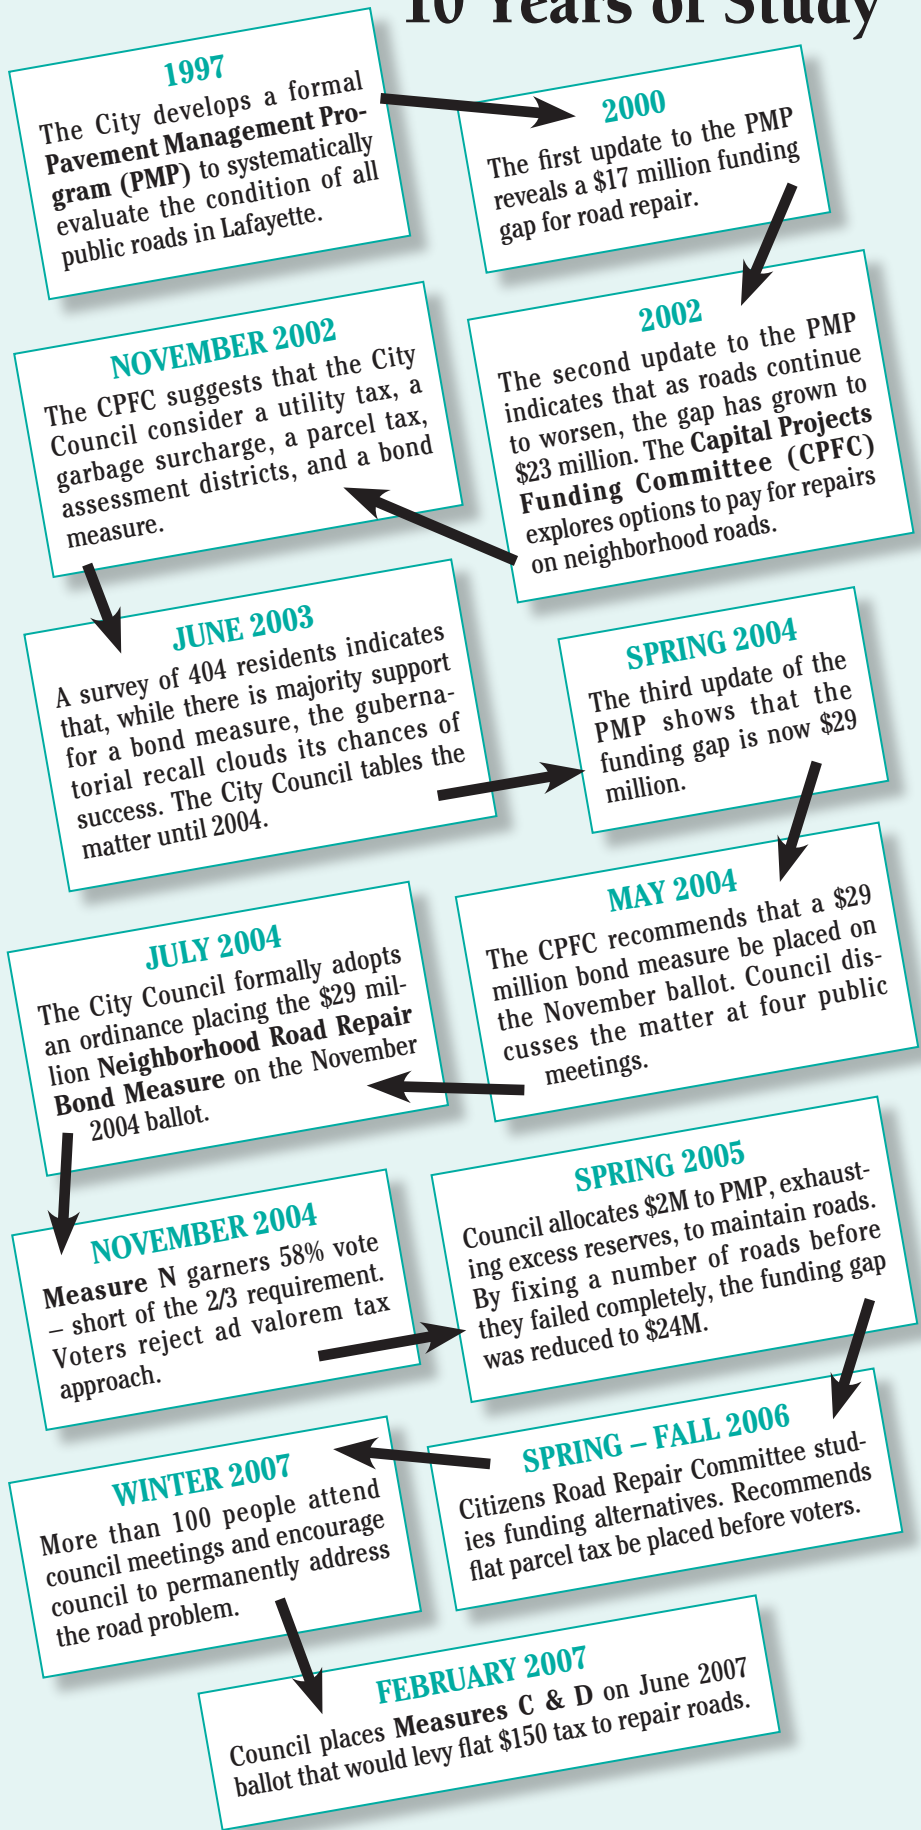 10 Years of Study
1997
The City develops a formal
Pavement Management Pro-
gram (PMP) to systematically
evaluate the condition of all
public roads in Lafayette.
2000
The first update to the PMP
reveals a $17 million funding
gap for road repair.
2002
The second update to the PMP
indicates that as roads continue
to worsen, the gap has grown to
$23 million. The Capital Projects
Funding Committee (CPFC)
explores options to pay for repairs
on neighborhood roads.
NOVEMBER 2002
The CPFC suggests that the City
Council consider a utility tax, a
garbage surcharge, a parcel tax,
assessment districts, and a bond
measure.
JUNE 2003
A survey of 404 residents indicates
that, while there is majority support
for a bond measure, the guberna-
torial recall clouds its chances of
success. The City Council tables the
matter until 2004.
SPRING 2004
The third update of the
PMP shows that the
funding gap is now $29
million.
MAY 2004
The CPFC recommends that a $29
million bond measure be placed on
the November ballot. Council dis-
cusses the matter at four public
meetings.
JULY 2004
The City Council formally adopts
an ordinance placing the $29 mil-
lion Neighborhood Road Repair
Bond Measure on the November
2004 ballot.
NOVEMBER 2004
Measure N garners 58% vote
– short of the 2/3 requirement.
Voters reject ad valorem tax
approach.
SPRING 2005
Council allocates $2M to PMP, exhaust-
ing excess reserves, to maintain roads.
By fixing a number of roads before
they failed completely, the funding gap
was reduced to $24M.
SPRING – FALL 2006
Citizens Road Repair Committee stud-
ies funding alternatives. Recommends
flat parcel tax be placed before voters.
WINTER 2007
More than 100 people attend
council meetings and encourage
council to permanently address
the road problem.
FEBRUARY 2007
Council places Measures C & D on June 2007
ballot that would levy flat $150 tax to repair roads.